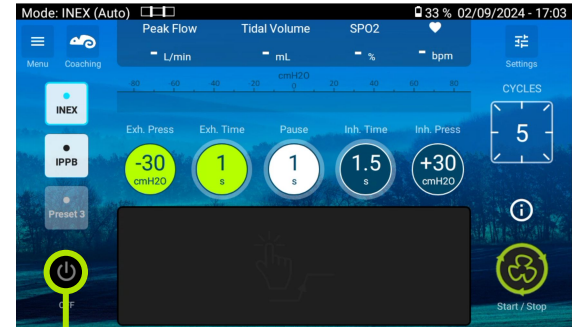 Mode: INEX (Auto)
33 % 02/09/2024 - 17:03
Menu
Coaching
Peak Flow
- L/min
Tidal Volume
- mL
SPO2
- %
- bpm
Settings
cmH2O
-80 -60 -40 -20 0 20 40 60 80
INEX
IPPB
Preset 3
OFF
Exh. Press
-30
cmH2O
Exh. Time
1
s
Pause
1
s
Inh. Time
1.5
s
Inh. Press
+30
cmH2O
CYCLES
5
Start / Stop